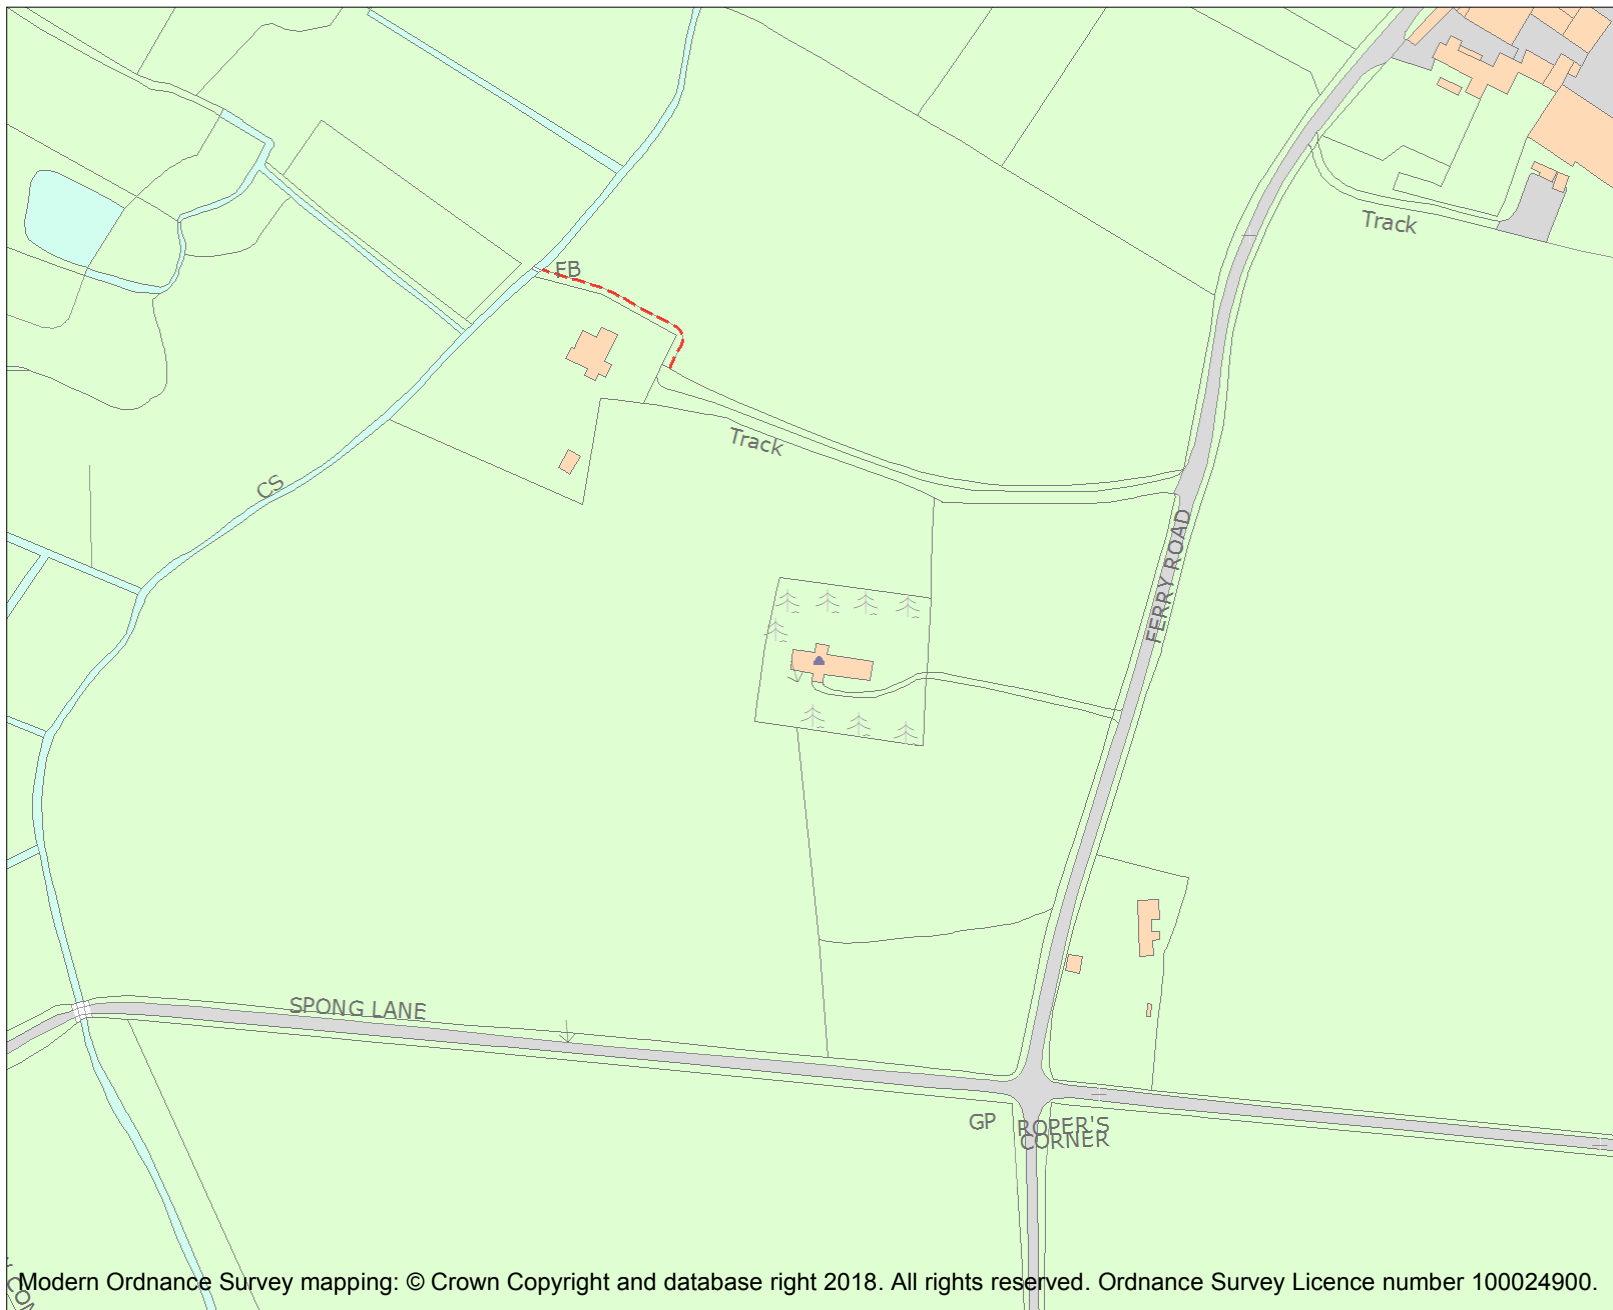 Track
FB
Track
CS
FERRY ROAD
SPONG LANE
GP
ROPER'S
CORNER
Modern Ordnance Survey mapping: © Crown Copyright and database right 2018. All rights reserved. Ordnance Survey Licence number 100024900.